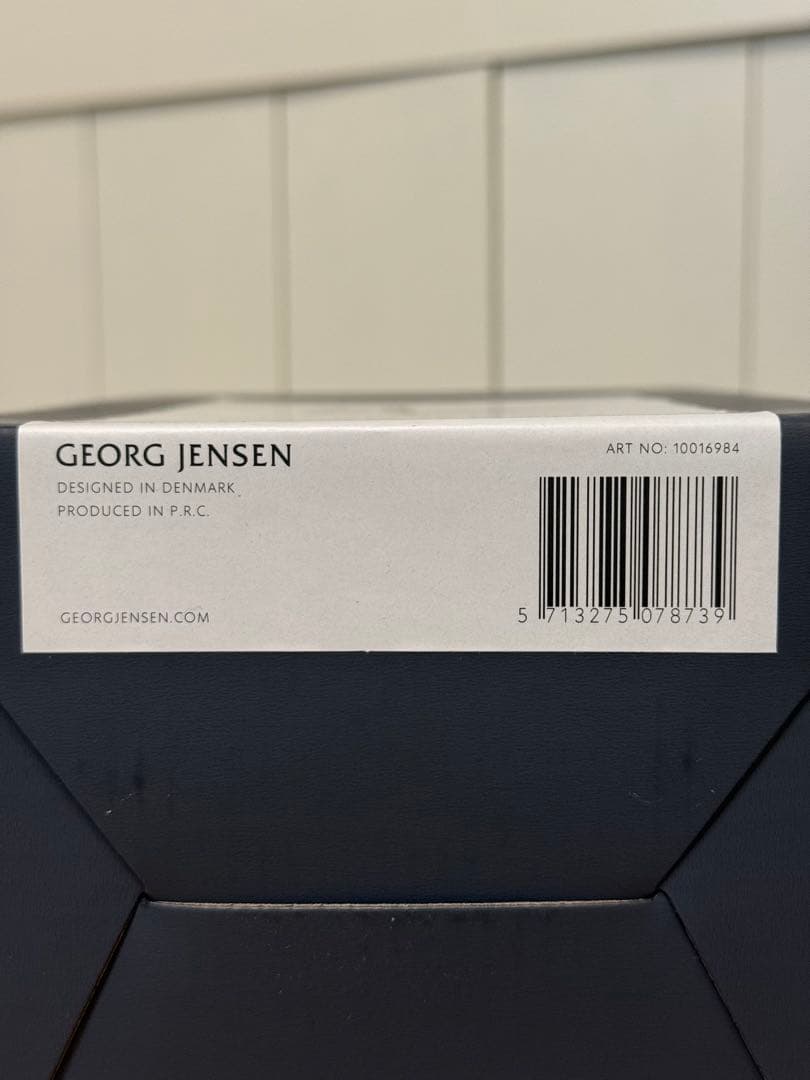 GEORG JENSEN
DESIGNED IN DENMARK
PRODUCED IN P.R.C.
GEORGJENSEN.COM
ART NO: 10016984
5 713275 078739